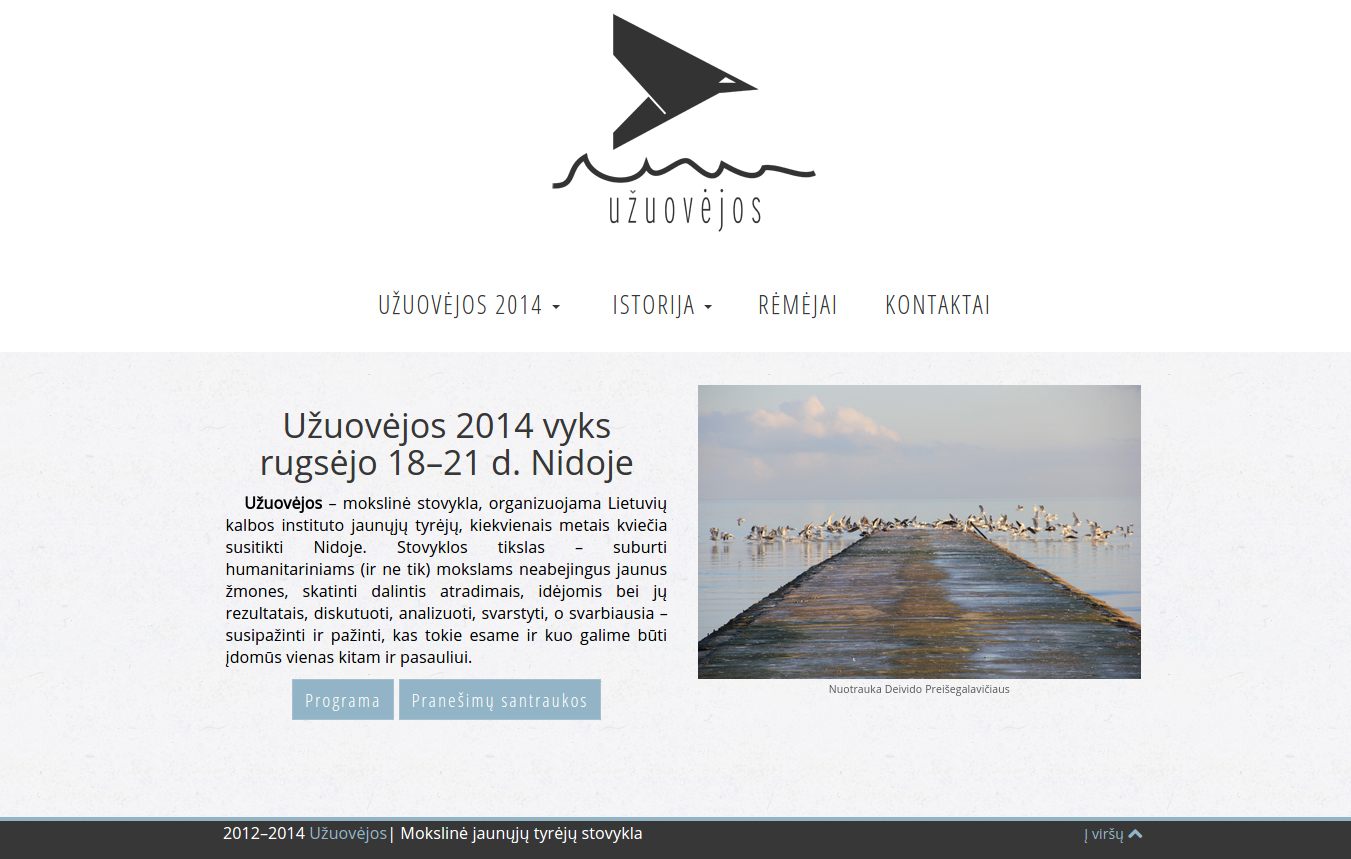 užuovėjos
UŽUOVĖJOS 2014
ISTORIJA
RĖMĖJAI
KONTAKTAI
Užuovėjos 2014 vyks
rugsėjo 18–21 d. Nidoje
Užuovėjos – mokslinė stovykla, organizuojama Lietuvių
kalbos instituto jaunųjų tyrėjų, kiekvienais metais kviečia
susitikti Nidoje. Stovyklos tikslas – suburti
humanitariniams (ir ne tik) mokslams neabejingus jaunus
žmones, skatinti dalintis atradimais, idėjomis bei jų
rezultatais, diskutuoti, analizuoti, svarstyti, o svarbiausia –
susipažinti ir pažinti, kas tokie esame ir kuo galime būti
įdomūs vienas kitam ir pasauliui.
Programa
Pranešimų santraukos
Nuotrauka Deivido Preišegalavičiaus
2012–2014 Užuovėjos| Mokslinė jaunųjų tyrėjų stovykla
Į viršų